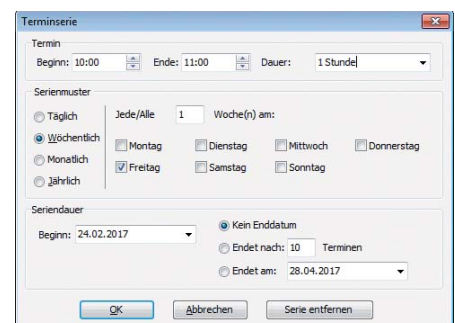 Terminserie
Termin
Beginn: 10:00 Ende: 11:00 Dauer: 1 Stunde
Serienmuster
Täglich Jede/Alle 1 Woche(n) am:
Wöchentlich Montag Dienstag Mittwoch Donnerstag
Monatlich Freitag Samstag Sonntag
Jährlich
Seriendauer
Beginn: 24.02.2017 Kein Enddatum
Endet nach: 10 Terminen
Endet am: 28.04.2017
OK Abbrechen Serie entfernen